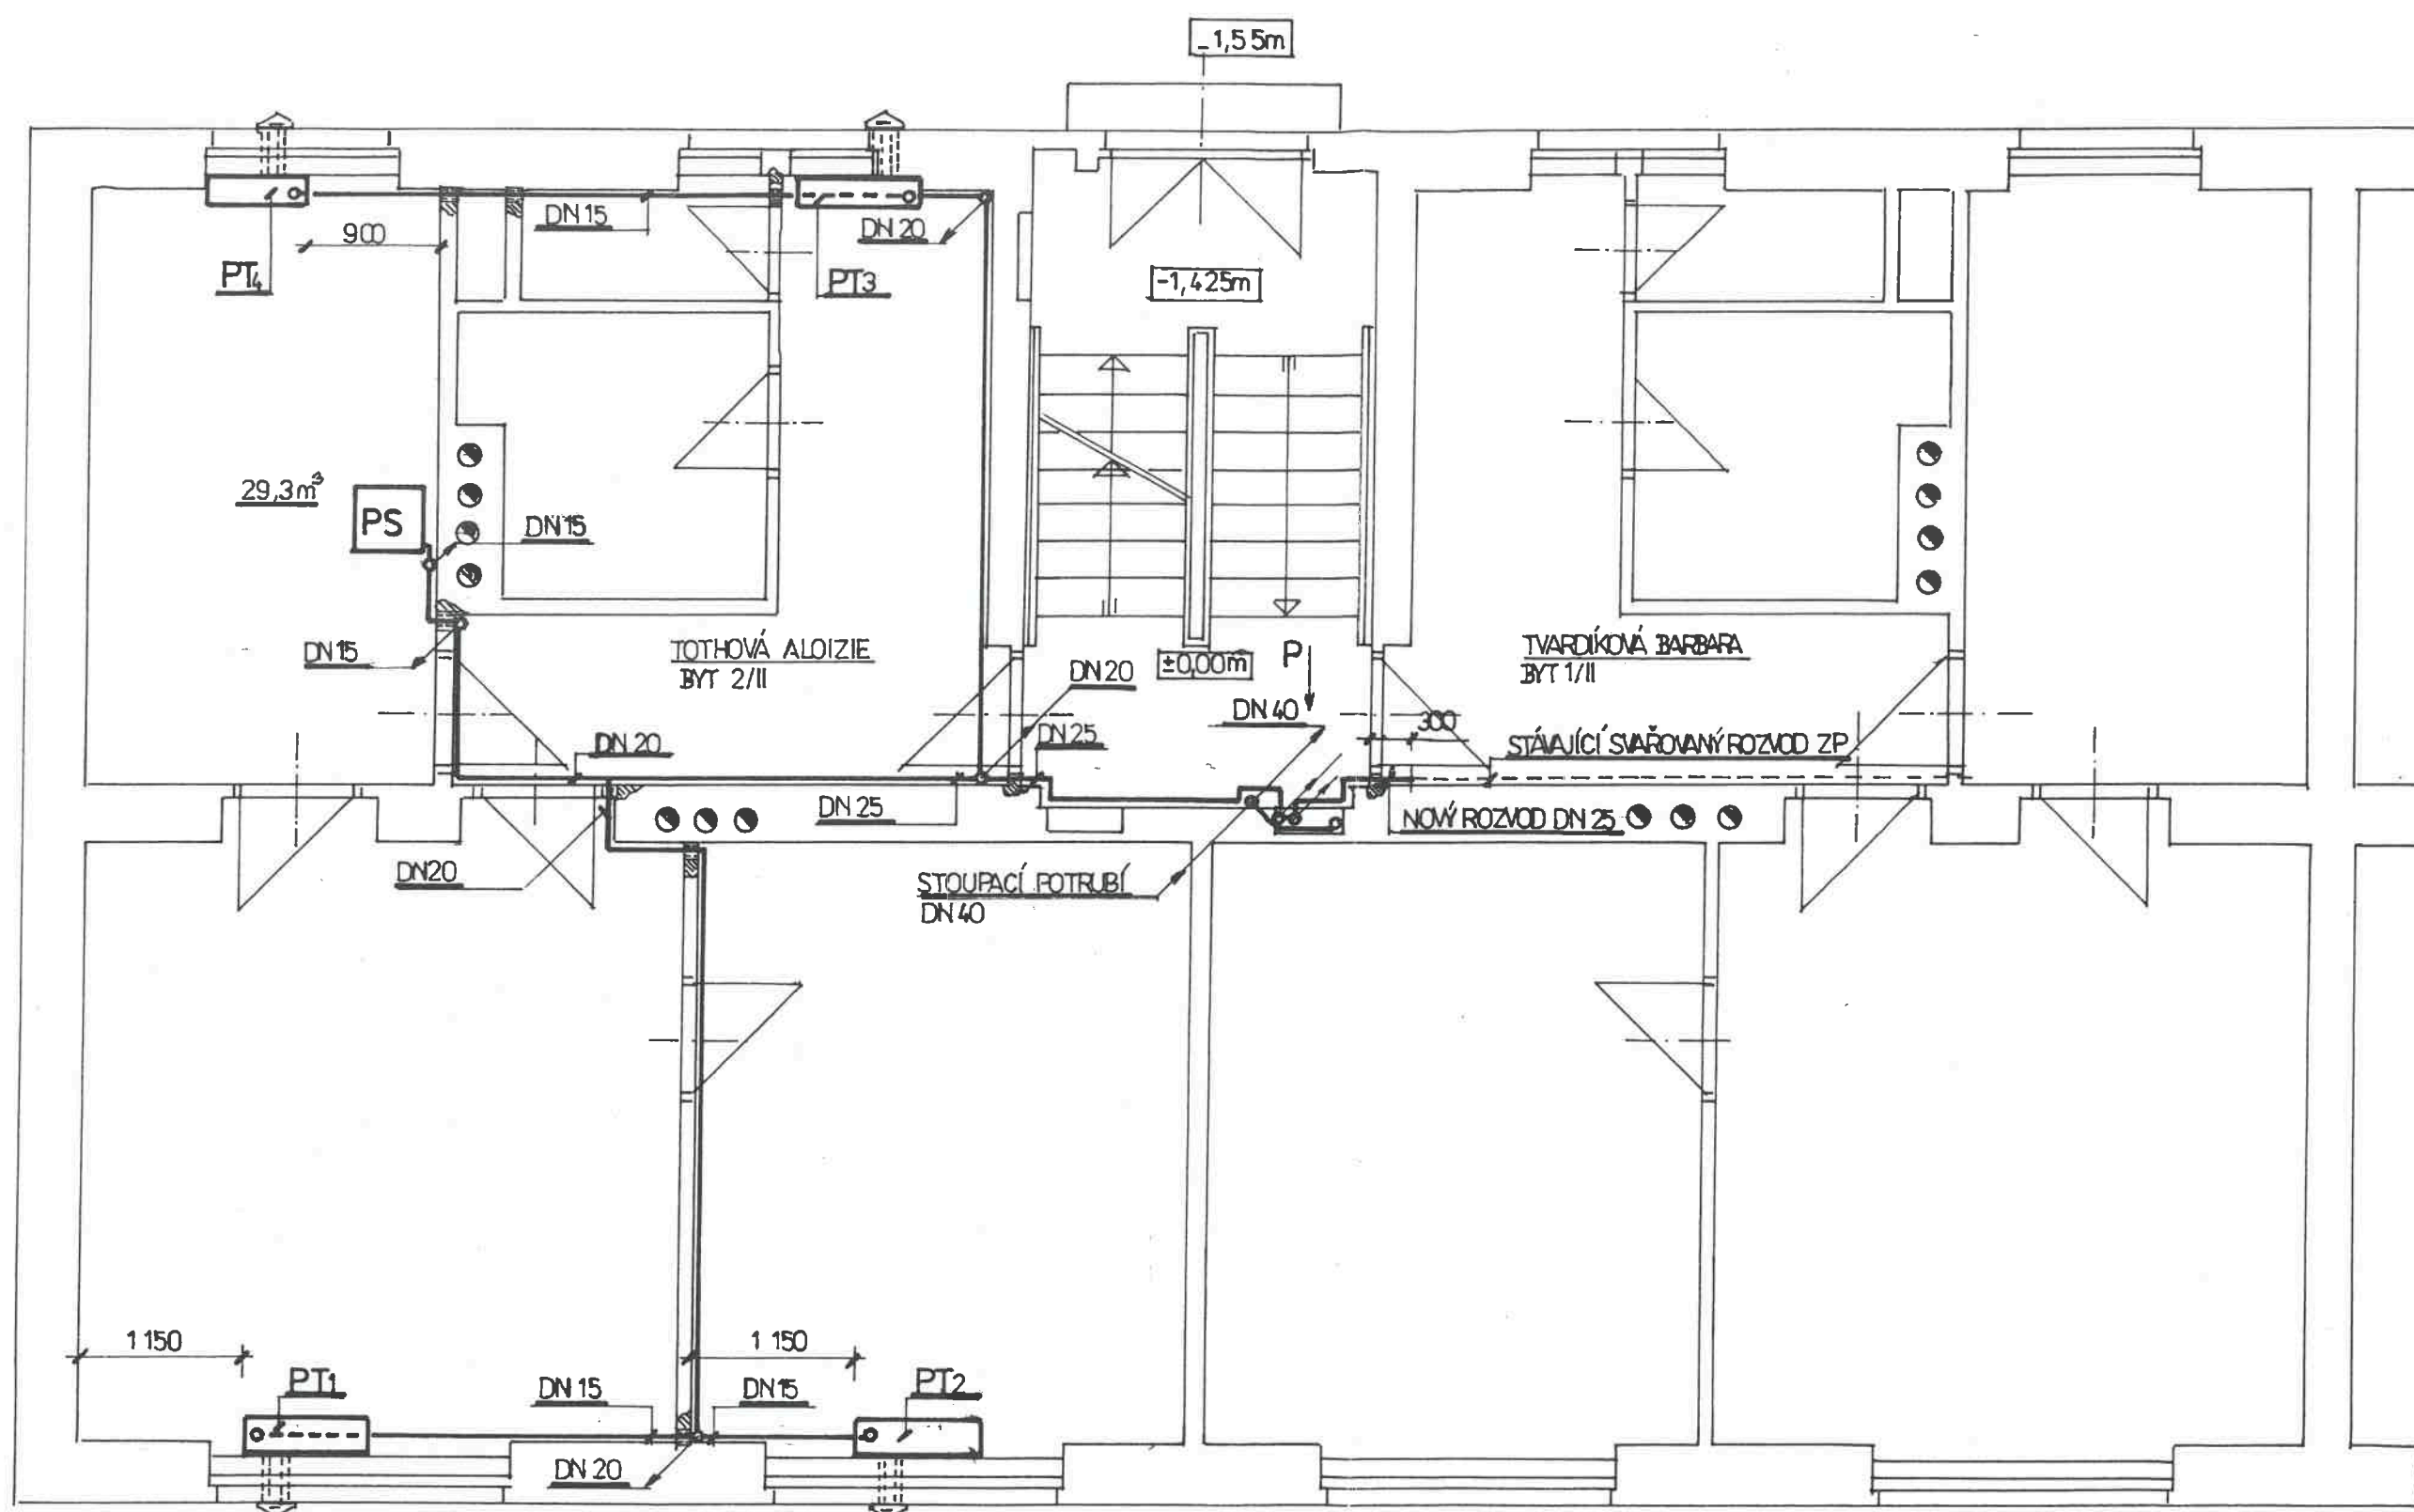 -1,55m
DN 15
DN 20
900
PT4
PT3
-1,425m
29,3m³
PS
DN 15
DN 15
TOTHOVÁ ALOIZIE
BYT 2/II
DN 20
±0,00m
P
TVARDÍKOVÁ BARBARA
BYT 1/II
DN 40
300
DN 20
DN 25
STÁVAJÍCÍ SVAŘOVANÝ ROZVOD ZP
DN 25
NOVÝ ROZVOD DN 25
DN20
STOUPACÍ POTRUBÍ
DN 40
1 150
1 150
PT1
DN 15
DN 15
PT2
DN 20